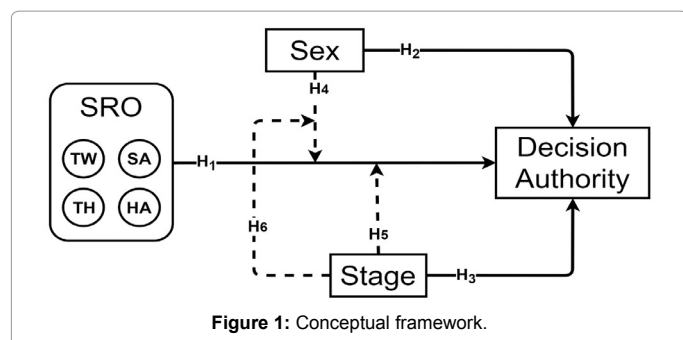 Sex
H2
H4
SRO
TW
SA
TH
HA
H1
Decision
Authority
H6
H5
Stage
H3
Figure 1: Conceptual framework.